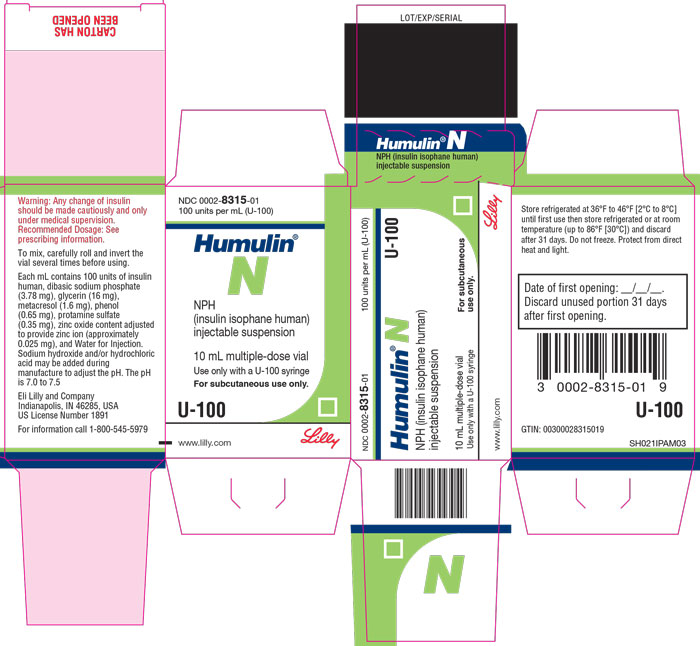 CARTON HAS
BEEN OPENED
Warning: Any change of insulin
should be made cautiously and only
under medical supervision.
Recommended Dosage: See
prescribing information.
To mix, carefully roll and invert the
vial several times before using.
Each mL contains 100 units of insulin
human, dibasic sodium phosphate
(3.78 mg), glycerin (16 mg),
metacresol (1.6 mg), phenol
(0.65 mg), protamine sulfate
(0.35 mg), zinc oxide content adjusted
to provide zinc ion (approximately
0.025 mg), and Water for Injection.
Sodium hydroxide and/or hydrochloric
acid may be added during
manufacture to adjust the pH. The pH
is 7.0 to 7.5
Eli Lilly and Company
Indianapolis, IN 46285, USA
US License Number 1891
For information call 1-800-545-5979
NDC 0002-8315-01
100 units per mL (U-100)
Humulin®
N
NPH
(insulin isophane human)
injectable suspension
10 mL multiple-dose vial
Use only with a U-100 syringe
For subcutaneous use only.
U-100
www.lilly.com
Lilly
LOT/EXP/SERIAL
Humulin® N
NPH (insulin isophane human)
injectable suspension
NDC 0002-8315-01
100 units per mL (U-100)
U-100
Humulin® N
NPH (insulin isophane human)
injectable suspension
10 mL multiple-dose vial
Use only with a U-100 syringe
For subcutaneous
use only.
www.lilly.com
Lilly
N
Store refrigerated at 36°F to 46°F [2°C to 8°C]
until first use then store refrigerated or at room
temperature (up to 86°F [30°C]) and discard
after 31 days. Do not freeze. Protect from direct
heat and light.
Date of first opening: __/__/__.
Discard unused portion 31 days
after first opening.
3 0002-8315-01 9
U-100
GTIN: 00300028315019
SH021IPAM03